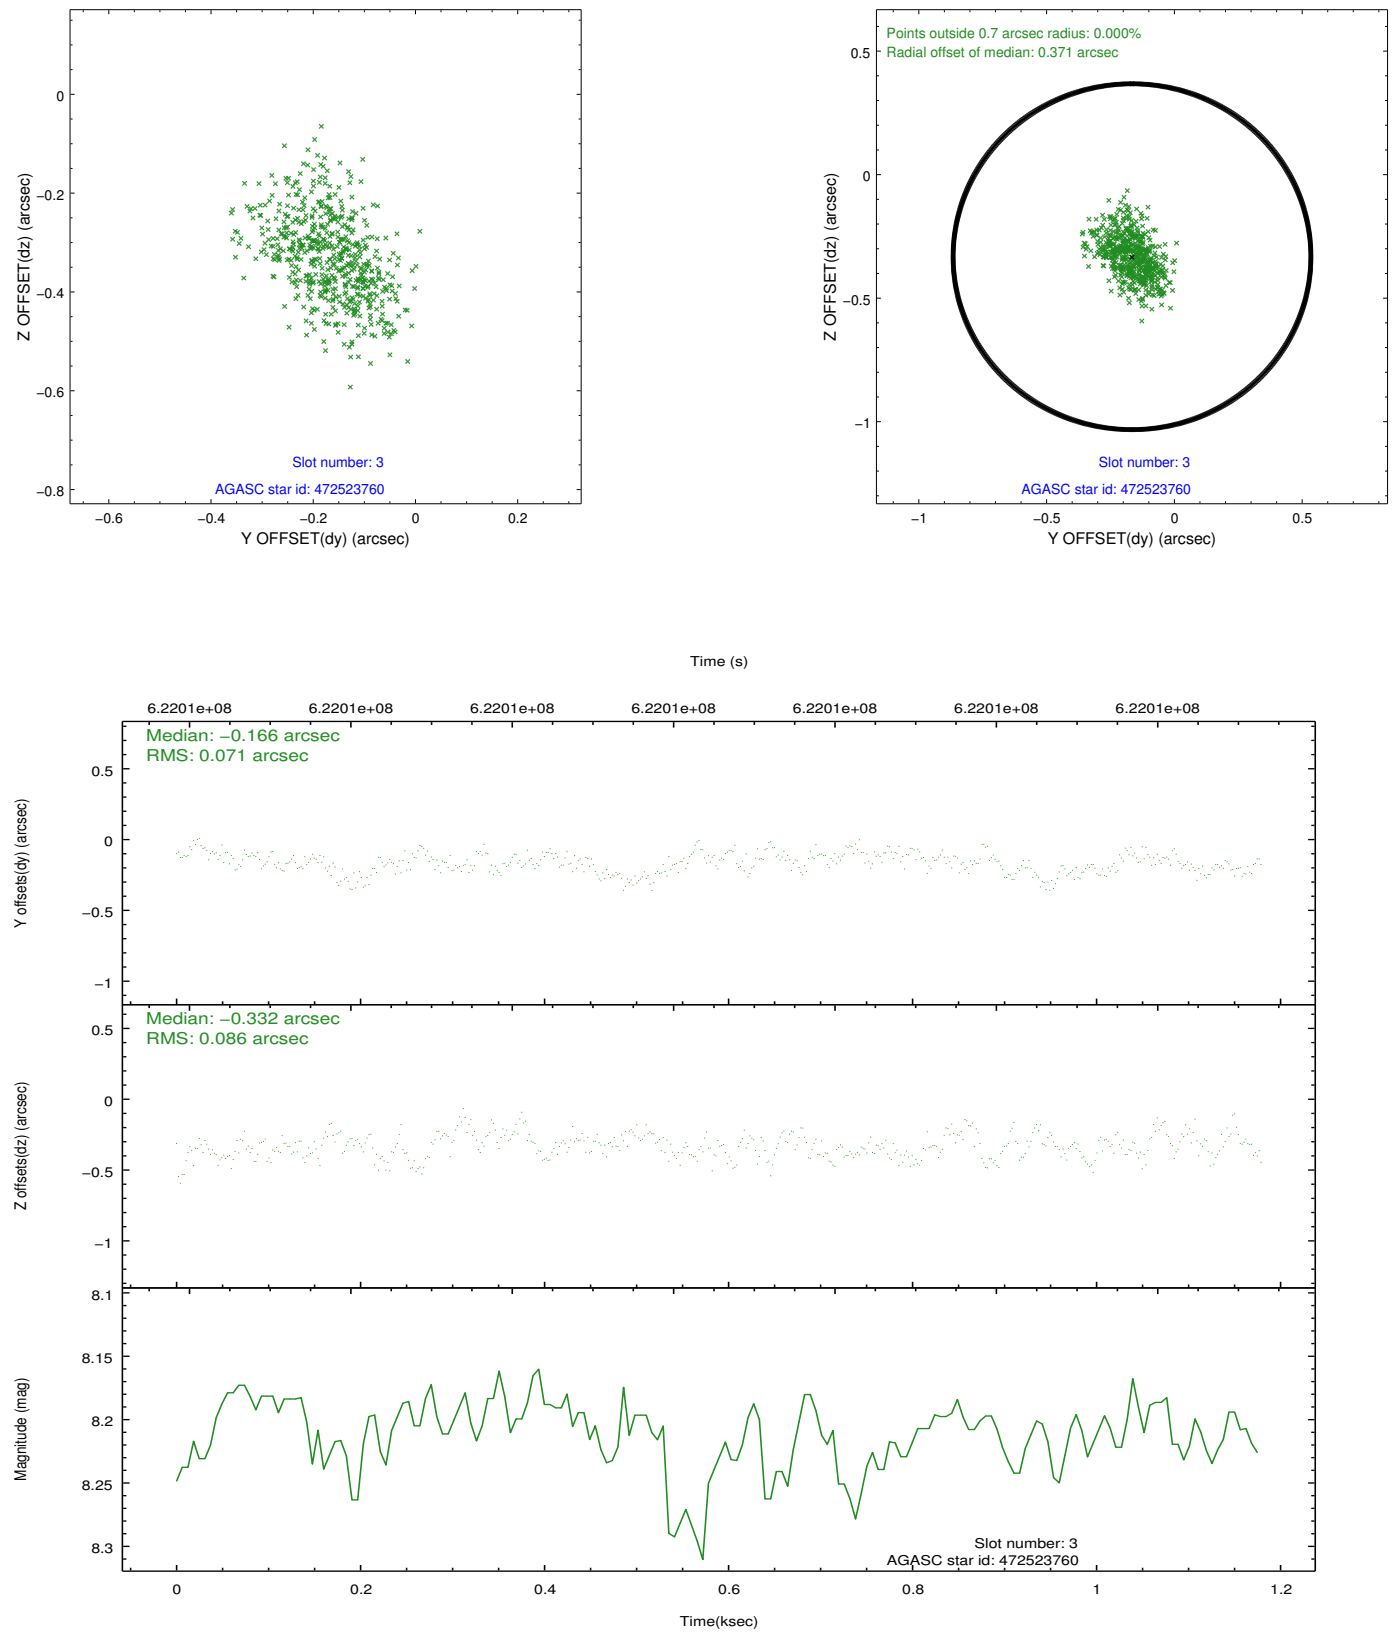 0
−0.2
−0.4
−0.6
−0.8
Z OFFSET(dz) (arcsec)
Slot number: 3
AGASC star id: 472523760
−0.6 −0.4 −0.2 0 0.2
Y OFFSET(dy) (arcsec)
Points outside 0.7 arcsec radius: 0.000%
Radial offset of median: 0.371 arcsec
0.5
0
−0.5
−1
Z OFFSET(dz) (arcsec)
Slot number: 3
AGASC star id: 472523760
−1 −0.5 0 0.5
Y OFFSET(dy) (arcsec)
Time (s)
6.2201e+08 6.2201e+08 6.2201e+08 6.2201e+08 6.2201e+08 6.2201e+08 6.2201e+08
Median: −0.166 arcsec
RMS: 0.071 arcsec
0.5
0
−0.5
−1
Y offsets(dy) (arcsec)
Median: −0.332 arcsec
RMS: 0.086 arcsec
0.5
0
−0.5
−1
Z offsets(dz) (arcsec)
8.1
8.15
8.2
8.25
8.3
Magnitude (mag)
Slot number: 3
AGASC star id: 472523760
0 0.2 0.4 0.6 0.8 1 1.2
Time(ksec)